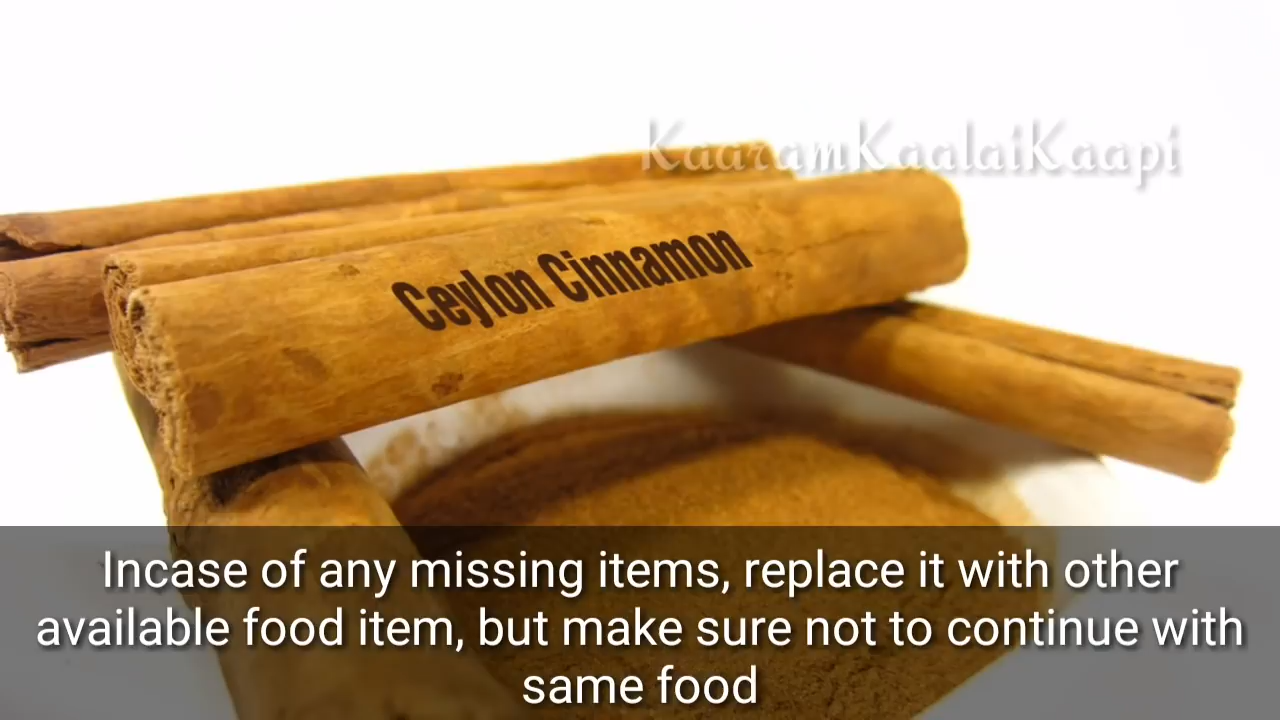 KaaramKaalaiKaapi
Ceylon Cinnamon
Incase of any missing items, replace it with other
available food item, but make sure not to continue with
same food